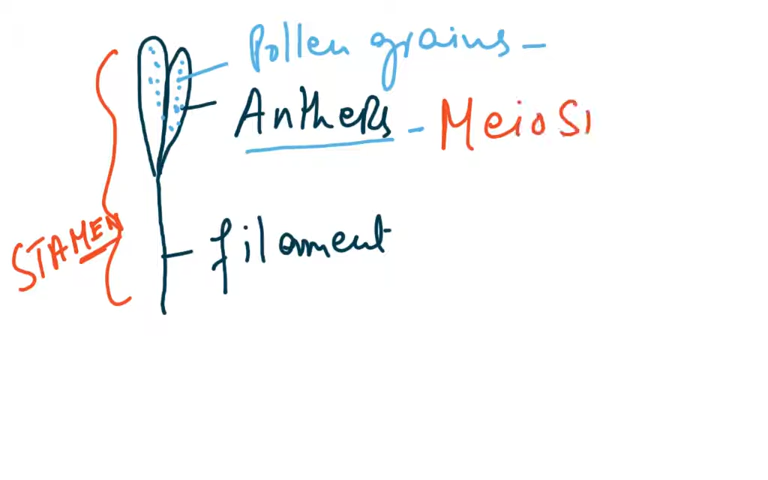 Pollen grains -
Anthers - Meiosi
STAMEN
filament